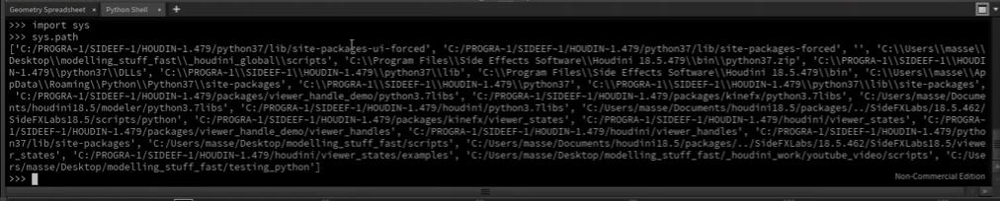 Geometry Spreadsheet × Python Shell × +
>>> import sys
>>> sys.path
['C:/PROGRA~1/SIDEEF~1/HOUDIN~1.479/python37/lib/site-packages-ui-forced', 'C:/PROGRA~1/SIDEEF~1/HOUDIN~1.479/python37/lib/site-packages-forced', '', 'C:\\Users\\masse\\
Desktop\\modelling_stuff_fast\\_houdini_global\\scripts', 'C:\\Program Files\\Side Effects Software\\Houdini 18.5.479\\bin\\python37.zip', 'C:\\PROGRA~1\\SIDEEF~1\\HOUDI
N~1.479\\python37\\DLLs', 'C:\\PROGRA~1\\SIDEEF~1\\HOUDIN~1.479\\python37\\lib', 'C:\\Program Files\\Side Effects Software\\Houdini 18.5.479\\bin', 'C:\\Users\\masse\\Ap
pData\\Roaming\\Python\\Python37\\site-packages', 'C:\\PROGRA~1\\SIDEEF~1\\HOUDIN~1.479\\python37', 'C:\\PROGRA~1\\SIDEEF~1\\HOUDIN~1.479\\python37\\lib\\site-packages',
'C:/PROGRA~1/SIDEEF~1/HOUDIN~1.479/packages/viewer_handle_demo/python3.7libs', 'C:/PROGRA~1/SIDEEF~1/HOUDIN~1.479/packages/kinefx/python3.7libs', 'C:/Users/masse/Docume
nts/houdini18.5/modeler/python3.7libs', 'C:/PROGRA~1/SIDEEF~1/HOUDIN~1.479/houdini/python3.7libs', 'C:/Users/masse/Documents/houdini18.5/packages/../SideFXLabs/18.5.462/
SideFXLabs18.5/scripts/python', 'C:/PROGRA~1/SIDEEF~1/HOUDIN~1.479/packages/kinefx/viewer_states', 'C:/PROGRA~1/SIDEEF~1/HOUDIN~1.479/houdini/viewer_states', 'C:/PROGRA~
1/SIDEEF~1/HOUDIN~1.479/packages/viewer_handle_demo/viewer_handles', 'C:/PROGRA~1/SIDEEF~1/HOUDIN~1.479/houdini/viewer_handles', 'C:/PROGRA~1/SIDEEF~1/HOUDIN~1.479/pytho
n37/lib/site-packages', 'C:/Users/masse/Desktop/modelling_stuff_fast/scripts', 'C:/Users/masse/Documents/houdini18.5/packages/../SideFXLabs/18.5.462/SideFXLabs18.5/viewe
r_states', 'C:/PROGRA~1/SIDEEF~1/HOUDIN~1.479/houdini/viewer_states/examples', 'C:/Users/masse/Desktop/modelling_stuff_fast/_houdini_work/youtube_video/scripts', 'C:/Use
rs/masse/Desktop/modelling_stuff_fast/testing_python']
>>>
Non-Commercial Edition